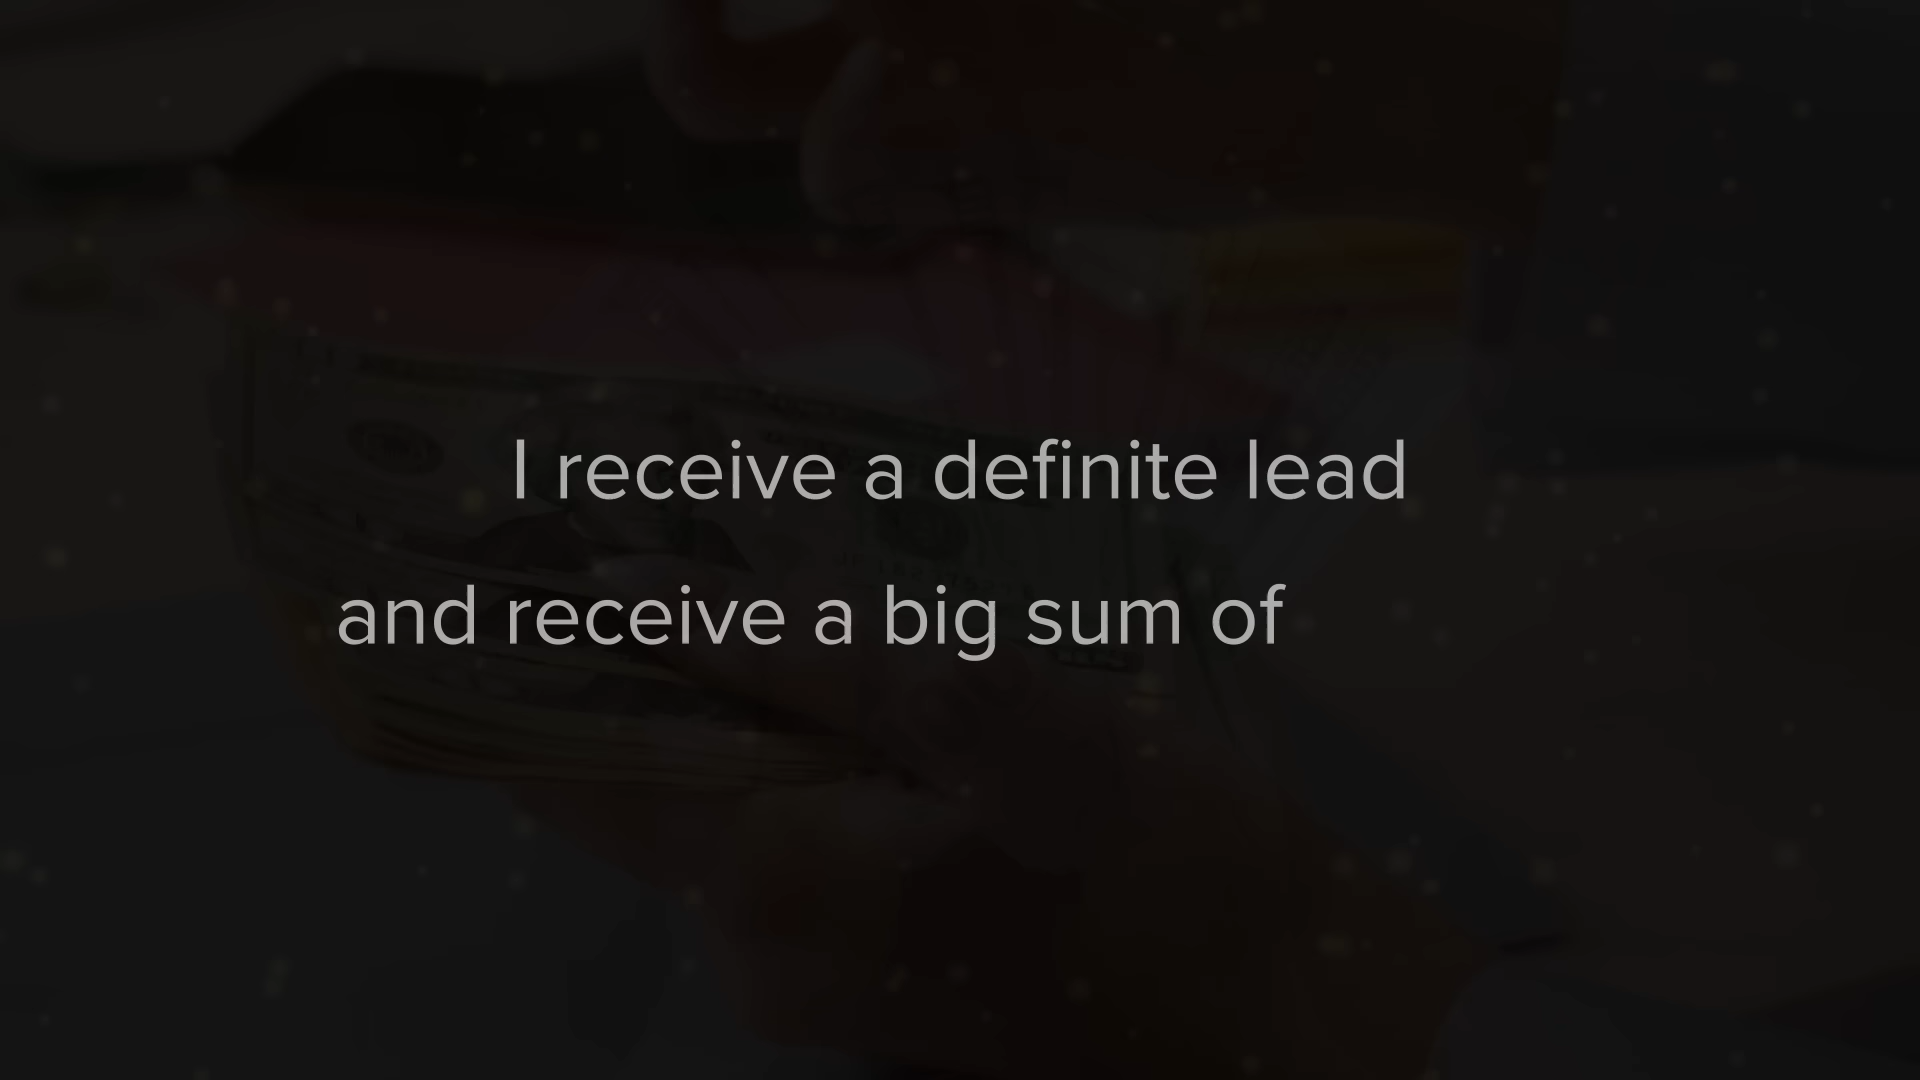 I receive a definite lead
and receive a big sum of